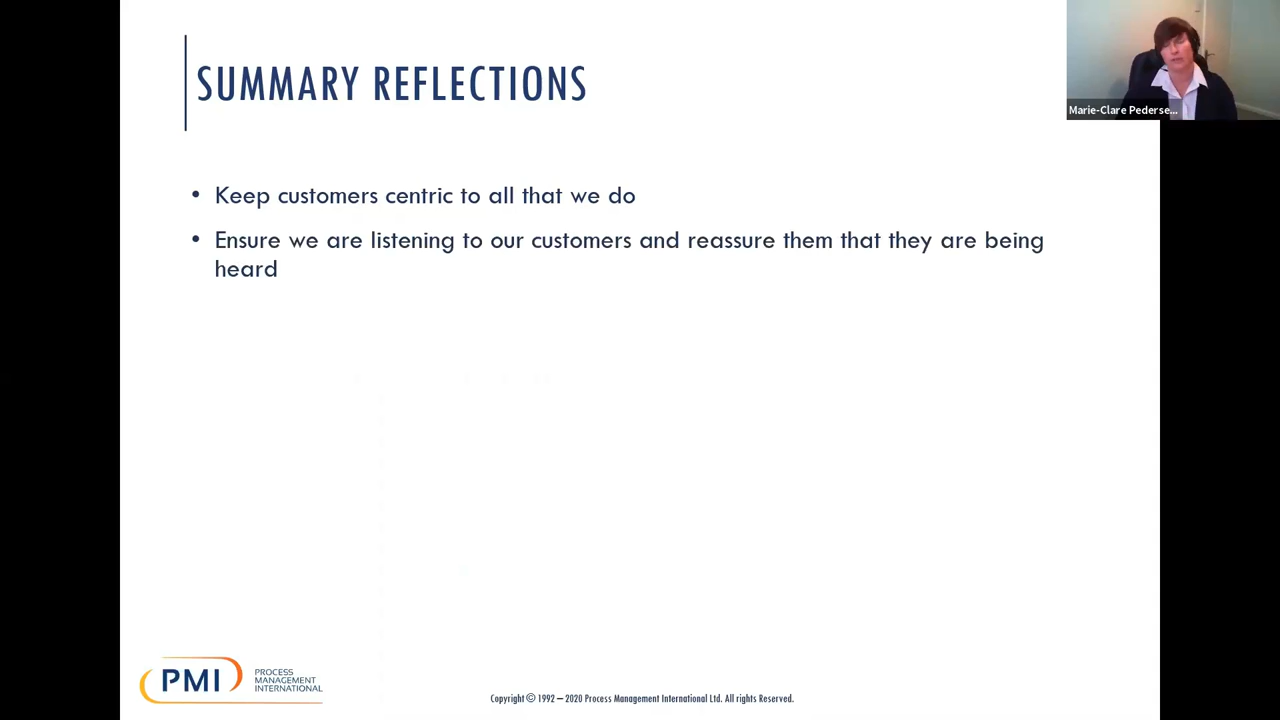 SUMMARY REFLECTIONS
Marie-Clare Pederse...
• Keep customers centric to all that we do
• Ensure we are listening to our customers and reassure them that they are being
heard
PMI
PROCESS
MANAGEMENT
INTERNATIONAL
Copyright © 1992 – 2020 Process Management International Ltd. All rights Reserved.